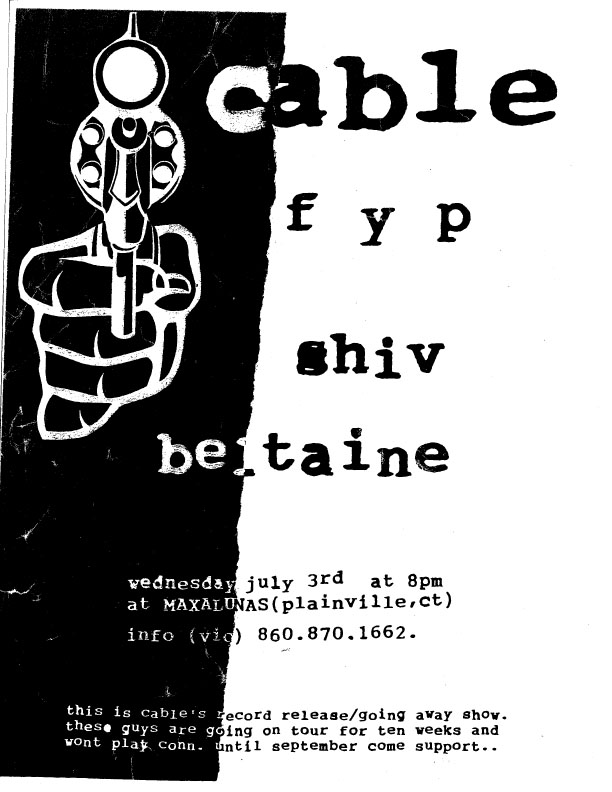 cable
f y p
shiv
beltaine
wednesday july 3rd at 8pm
at MAXALUNAS(plainville,ct)
info (vic) 860.870.1662.
this is cable's record release/going away show.
these guys are going on tour for ten weeks and
wont play conn. until september come support..